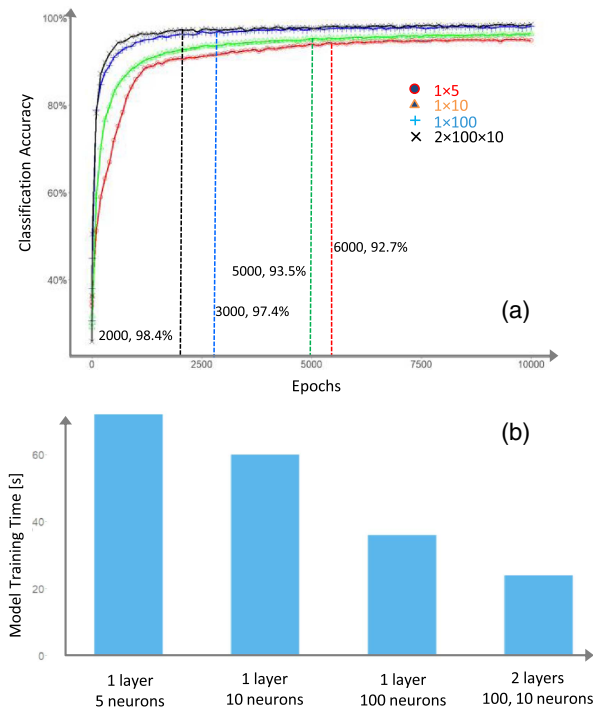 100%
80%
60%
40%
Classification Accuracy
1×5
1×10
1×100
2×100×10
6000, 92.7%
5000, 93.5%
3000, 97.4%
2000, 98.4%
(a)
0
2500
5000
7500
10000
Epochs
(b)
60
40
20
0
Model Training Time [s]
1 layer
5 neurons
1 layer
10 neurons
1 layer
100 neurons
2 layers
100, 10 neurons